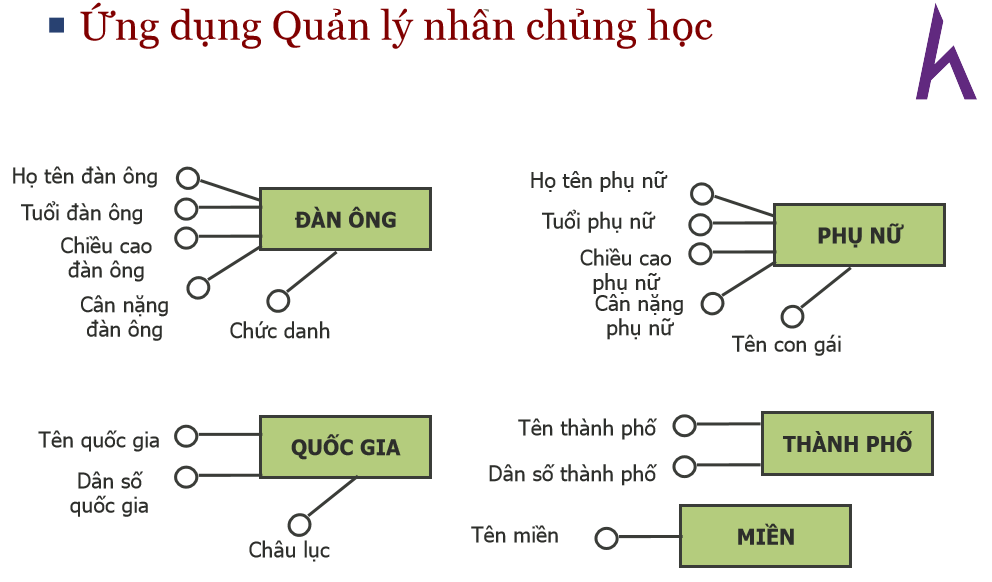 Ứng dụng Quản lý nhân chủng học
Họ tên đàn ông
Tuổi đàn ông
Chiều cao
đàn ông
Cân nặng
đàn ông
Chức danh
ĐÀN ÔNG
Họ tên phụ nữ
Tuổi phụ nữ
Chiều cao
phụ nữ
Cân nặng
phụ nữ
Tên con gái
PHỤ NỮ
Tên quốc gia
Dân số
quốc gia
Châu lục
QUỐC GIA
Tên thành phố
Dân số thành phố
THÀNH PHỐ
Tên miền
MIỀN